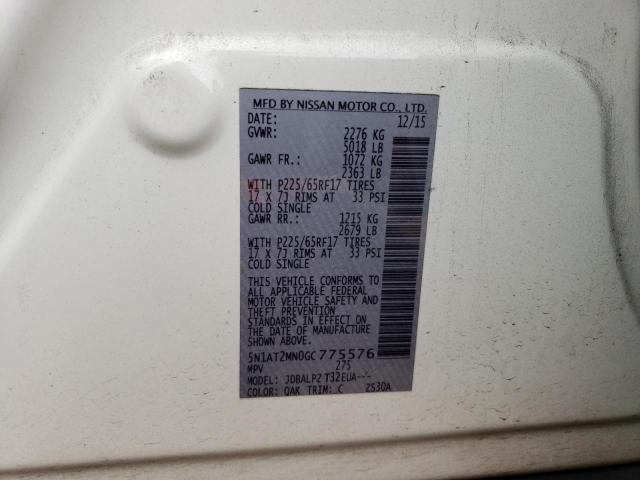 MFD BY NISSAN MOTOR CO., LTD.
DATE: 12/15
GVWR: 2276 KG
5018 LB
GAWR FR.: 1072 KG
2363 LB
WITH P225/65RF17 TIRES
17 X 7J RIMS AT 33 PSI
COLD SINGLE
GAWR RR.: 1215 KG
2679 LB
WITH P225/65RF17 TIRES
17 X 7J RIMS AT 33 PSI
COLD SINGLE
THIS VEHICLE CONFORMS TO
ALL APPLICABLE FEDERAL
MOTOR VEHICLE SAFETY AND
THEFT PREVENTION
STANDARDS IN EFFECT ON
THE DATE OF MANUFACTURE
SHOWN ABOVE.
5N1AT2MN0GC775576
MPV 275
MODEL: JDBALPZ T32EUA---
COLOR: QAK TRIM: C 2S30A